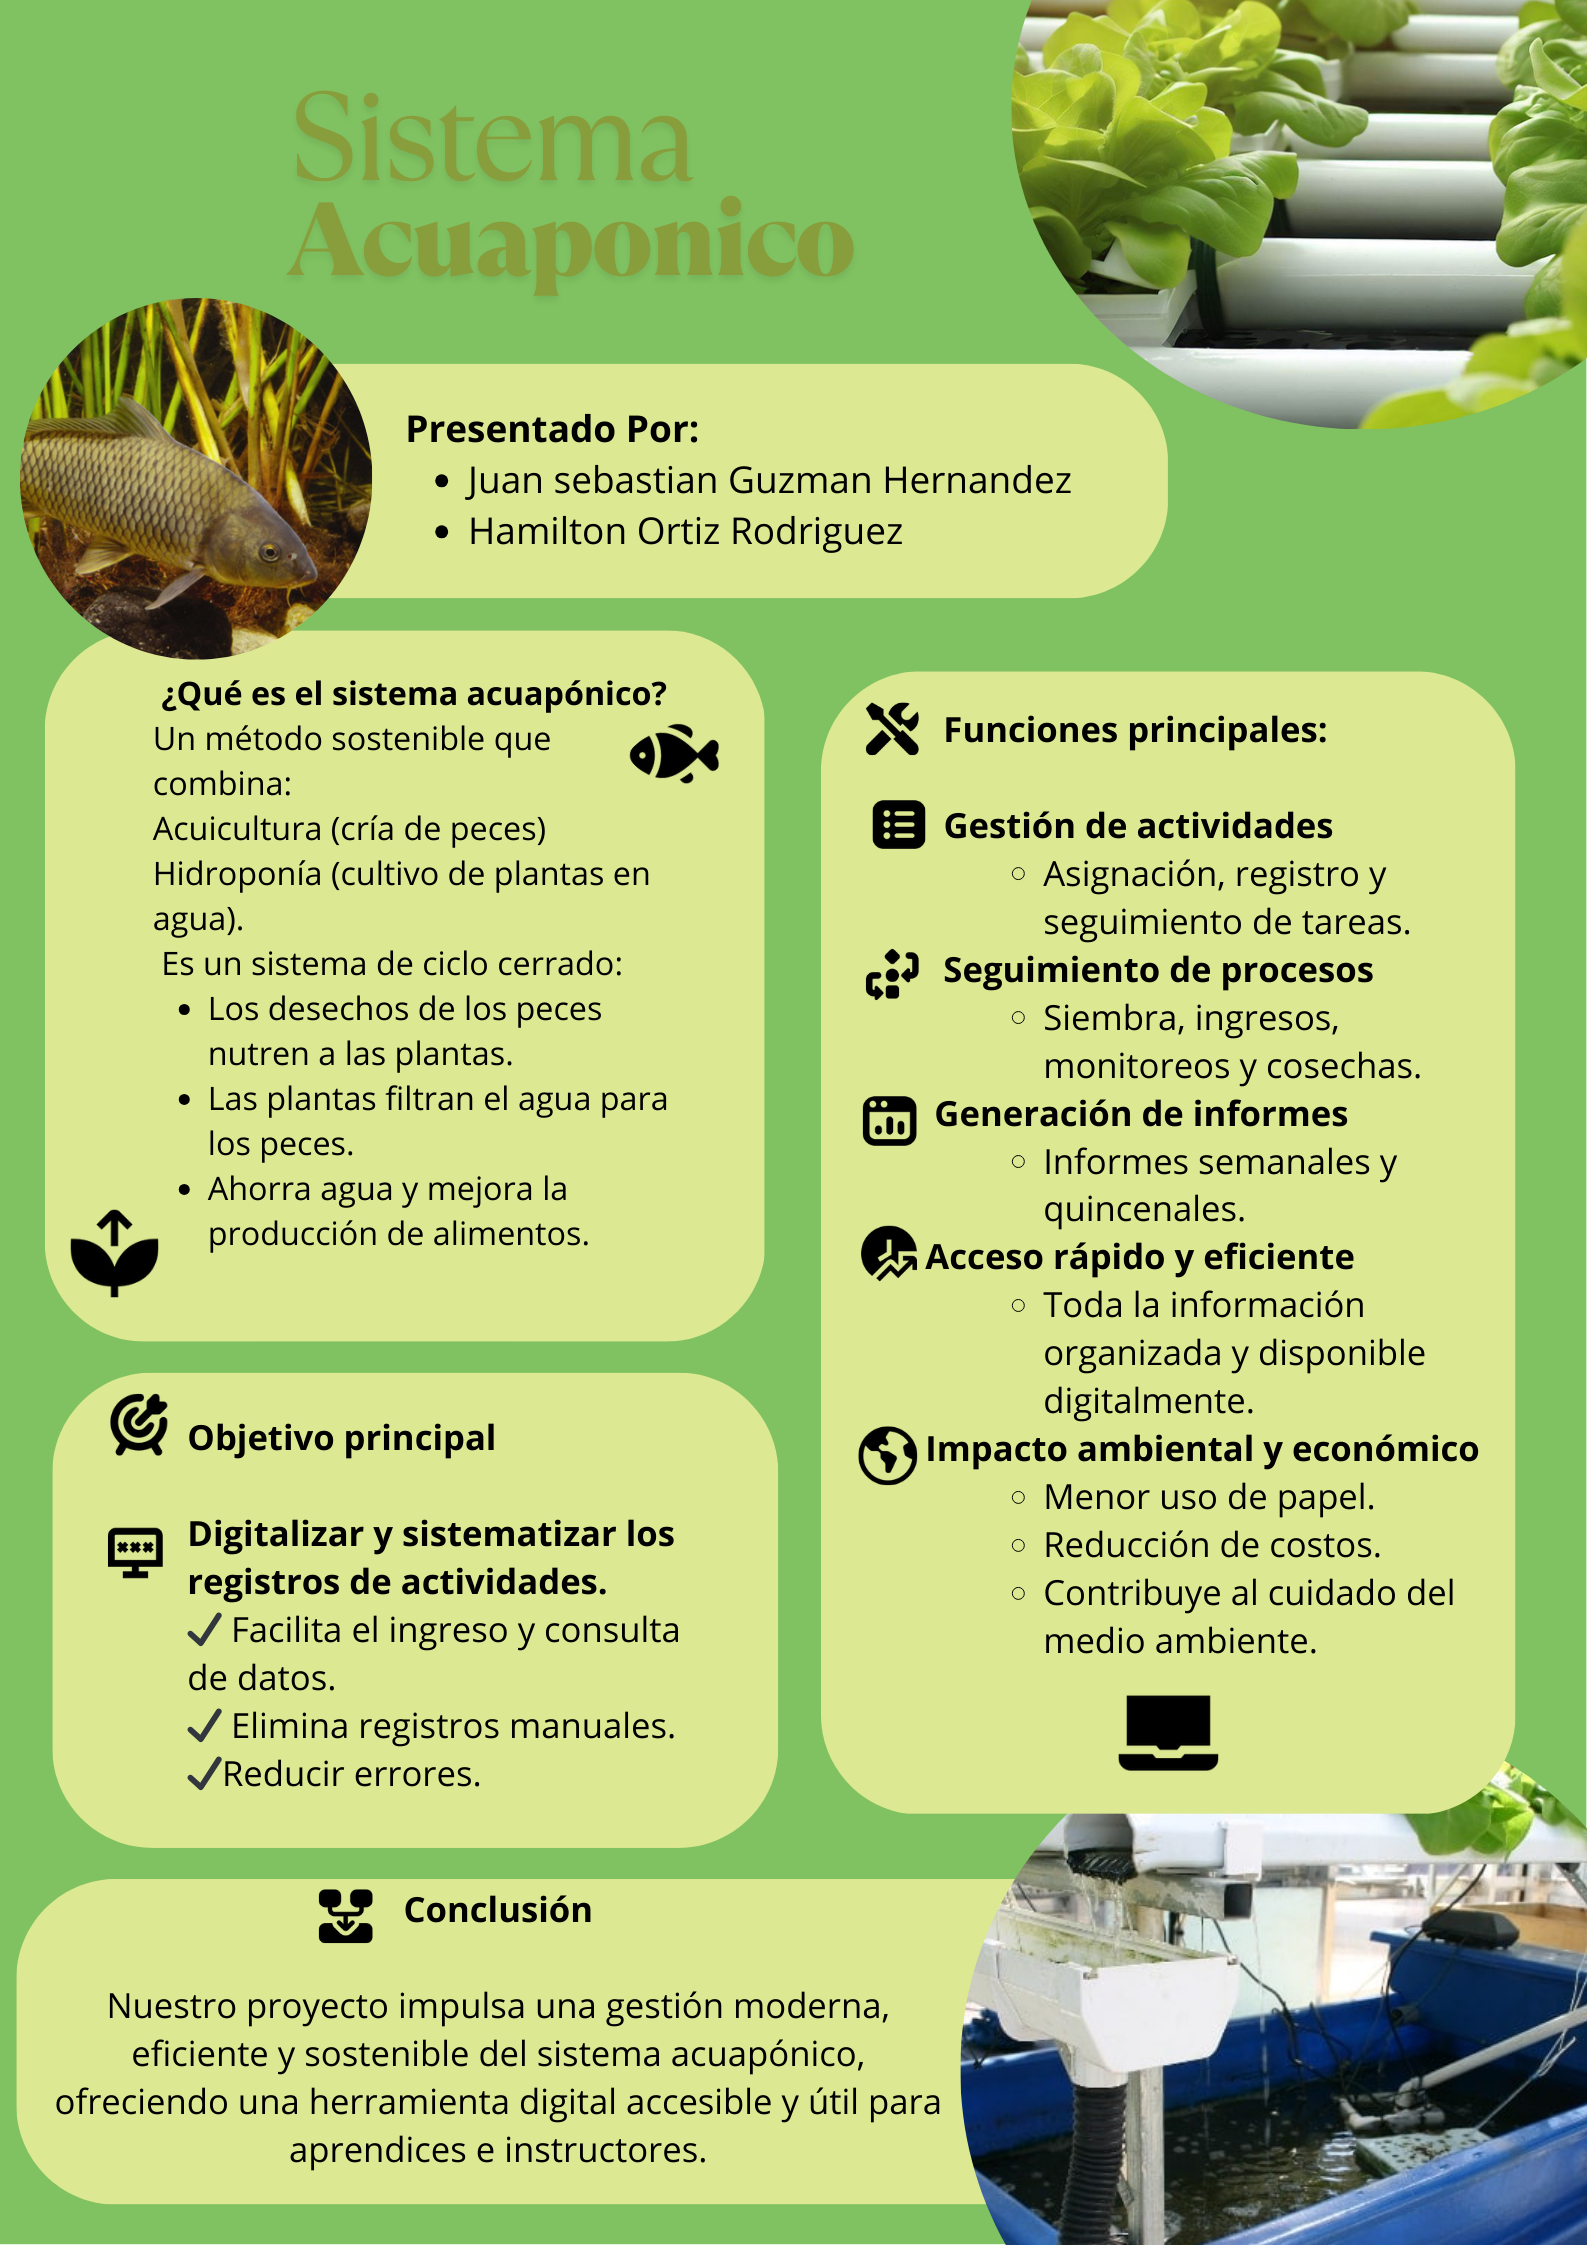 Sistema
Acuaponico
Presentado Por:
• Juan sebastian Guzman Hernandez
• Hamilton Ortiz Rodriguez
¿Qué es el sistema acuapónico?
Un método sostenible que
combina:
Acuicultura (cría de peces)
Hidroponía (cultivo de plantas en
agua).
Es un sistema de ciclo cerrado:
• Los desechos de los peces
nutren a las plantas.
• Las plantas filtran el agua para
los peces.
• Ahorra agua y mejora la
producción de alimentos.
Objetivo principal
Digitalizar y sistematizar los
registros de actividades.
✓ Facilita el ingreso y consulta
de datos.
✓ Elimina registros manuales.
✓Reducir errores.
Funciones principales:
Gestión de actividades
○ Asignación, registro y
seguimiento de tareas.
Seguimiento de procesos
○ Siembra, ingresos,
monitoreos y cosechas.
Generación de informes
○ Informes semanales y
quincenales.
Acceso rápido y eficiente
○ Toda la información
organizada y disponible
digitalmente.
Impacto ambiental y económico
○ Menor uso de papel.
○ Reducción de costos.
○ Contribuye al cuidado del
medio ambiente.
Conclusión
Nuestro proyecto impulsa una gestión moderna,
eficiente y sostenible del sistema acuapónico,
ofreciendo una herramienta digital accesible y útil para
aprendices e instructores.